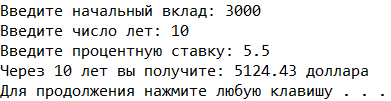 Введите начальный вклад: 3000
Введите число лет: 10
Введите процентную ставку: 5.5
Через 10 лет вы получите: 5124.43 доллара
Для продолжения нажмите любую клавишу . . .